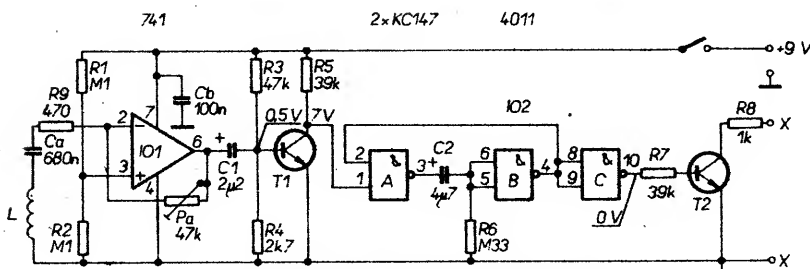 741 2×KC147 4011
+9 V
R1
M1
R3
47k
R5
39k
R9
470
Cb
100n
7
2
−
IO1
6
3
+
4
+
C1
2µ2
0,5V
7V
T1
Ca
680n
L
R2
M1
Pa
47k
R4
2k7
IO2
2
1
&
A
3
+
C2
4µ7
6
5
&
B
4
8
9
&
C
10
R7
39k
0V
R6
M33
R8
1k
X
T2
X